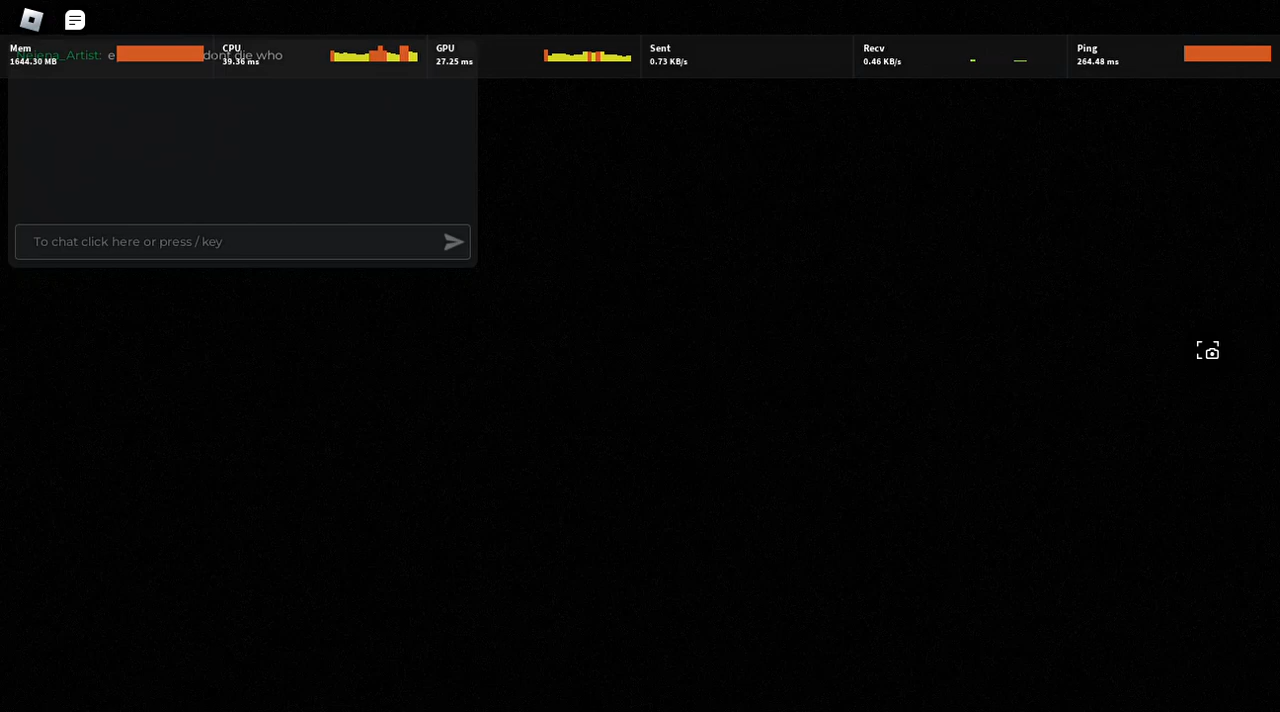 Mem
1644.30 MB
CPU
39.36 ms
GPU
27.25 ms
Sent
0.73 KB/s
Recv
0.46 KB/s
Ping
264.48 ms
Nejena_Artist: e dont die who
To chat click here or press / key